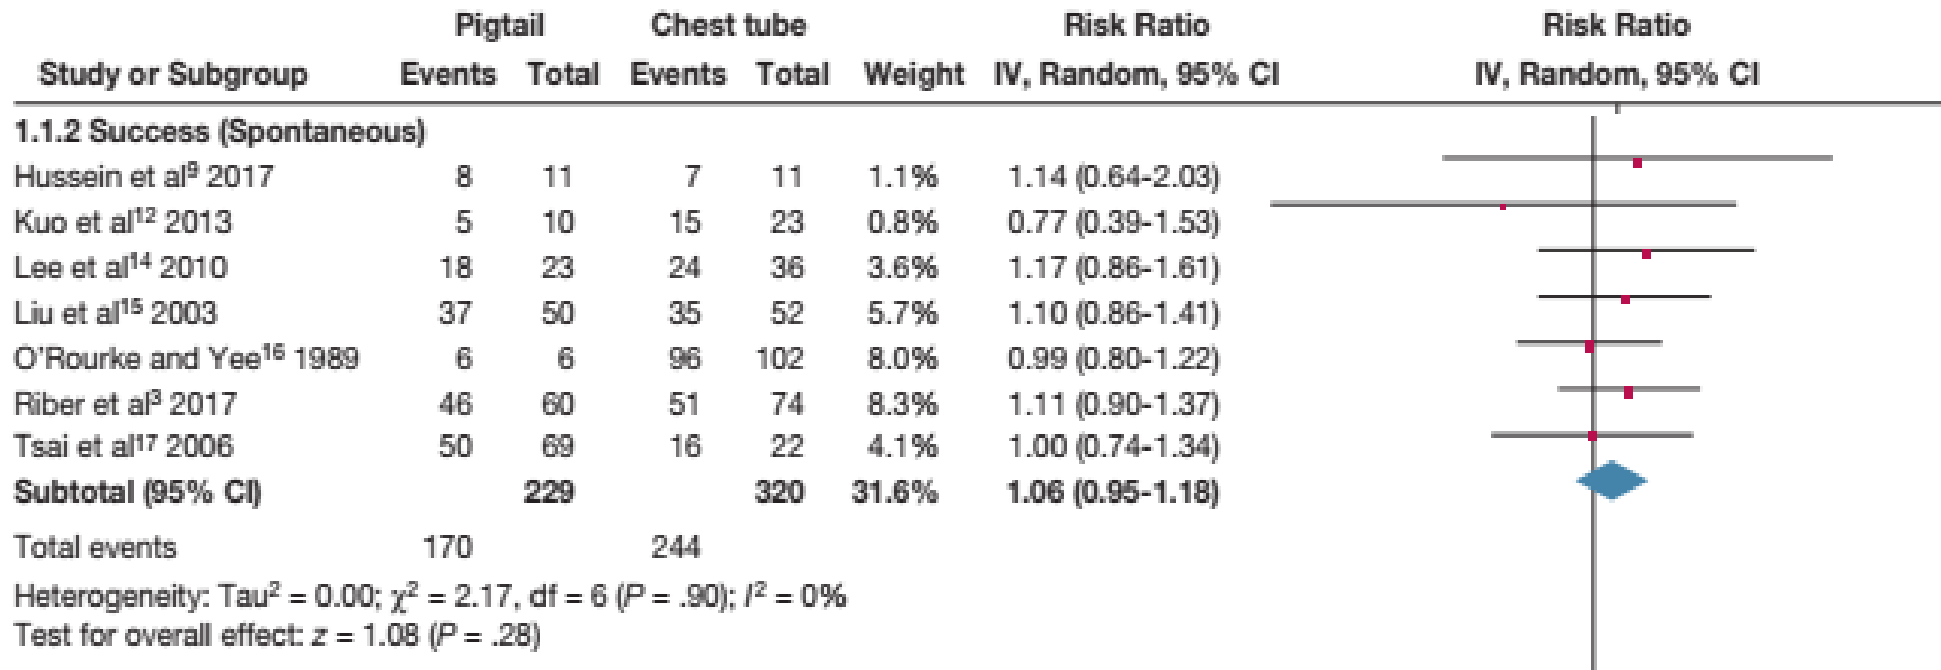 Pigtail Chest tube Risk Ratio Risk Ratio
Study or Subgroup Events Total Events Total Weight IV, Random, 95% CI IV, Random, 95% CI
1.1.2 Success (Spontaneous)
Hussein et al⁹ 2017 8 11 7 11 1.1% 1.14 (0.64-2.03)
Kuo et al¹² 2013 5 10 15 23 0.8% 0.77 (0.39-1.53)
Lee et al¹⁴ 2010 18 23 24 36 3.6% 1.17 (0.86-1.61)
Liu et al¹⁵ 2003 37 50 35 52 5.7% 1.10 (0.86-1.41)
O'Rourke and Yee¹⁶ 1989 6 6 96 102 8.0% 0.99 (0.80-1.22)
Riber et al³ 2017 46 60 51 74 8.3% 1.11 (0.90-1.37)
Tsai et al¹⁷ 2006 50 69 16 22 4.1% 1.00 (0.74-1.34)
Subtotal (95% CI) 229 320 31.6% 1.06 (0.95-1.18)
Total events 170 244
Heterogeneity: Tau² = 0.00; χ² = 2.17, df = 6 (P = .90); I² = 0%
Test for overall effect: z = 1.08 (P = .28)